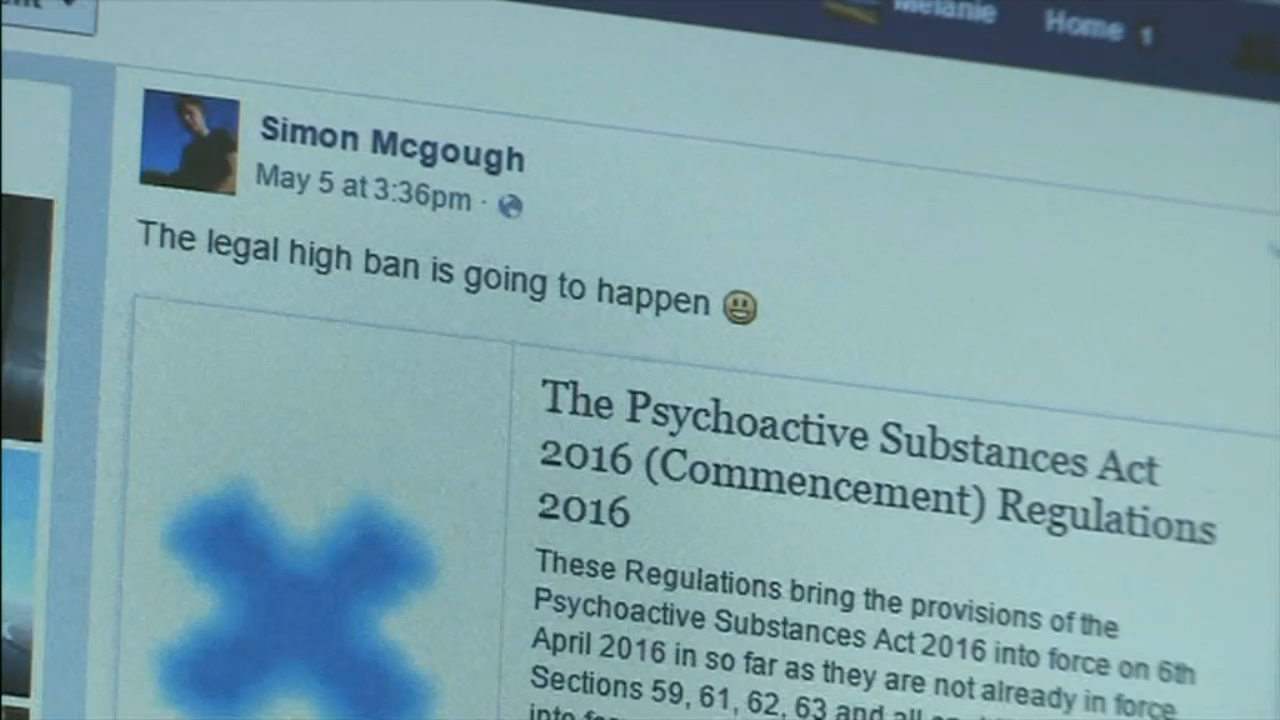 Melanie Home 1
Simon Mcgough
May 5 at 3:36pm ·
The legal high ban is going to happen
The Psychoactive Substances Act
2016 (Commencement) Regulations
2016
These Regulations bring the provisions of the
Psychoactive Substances Act 2016 into force on 6th
April 2016 in so far as they are not already in force
Sections 59, 61, 62, 63 and all
into